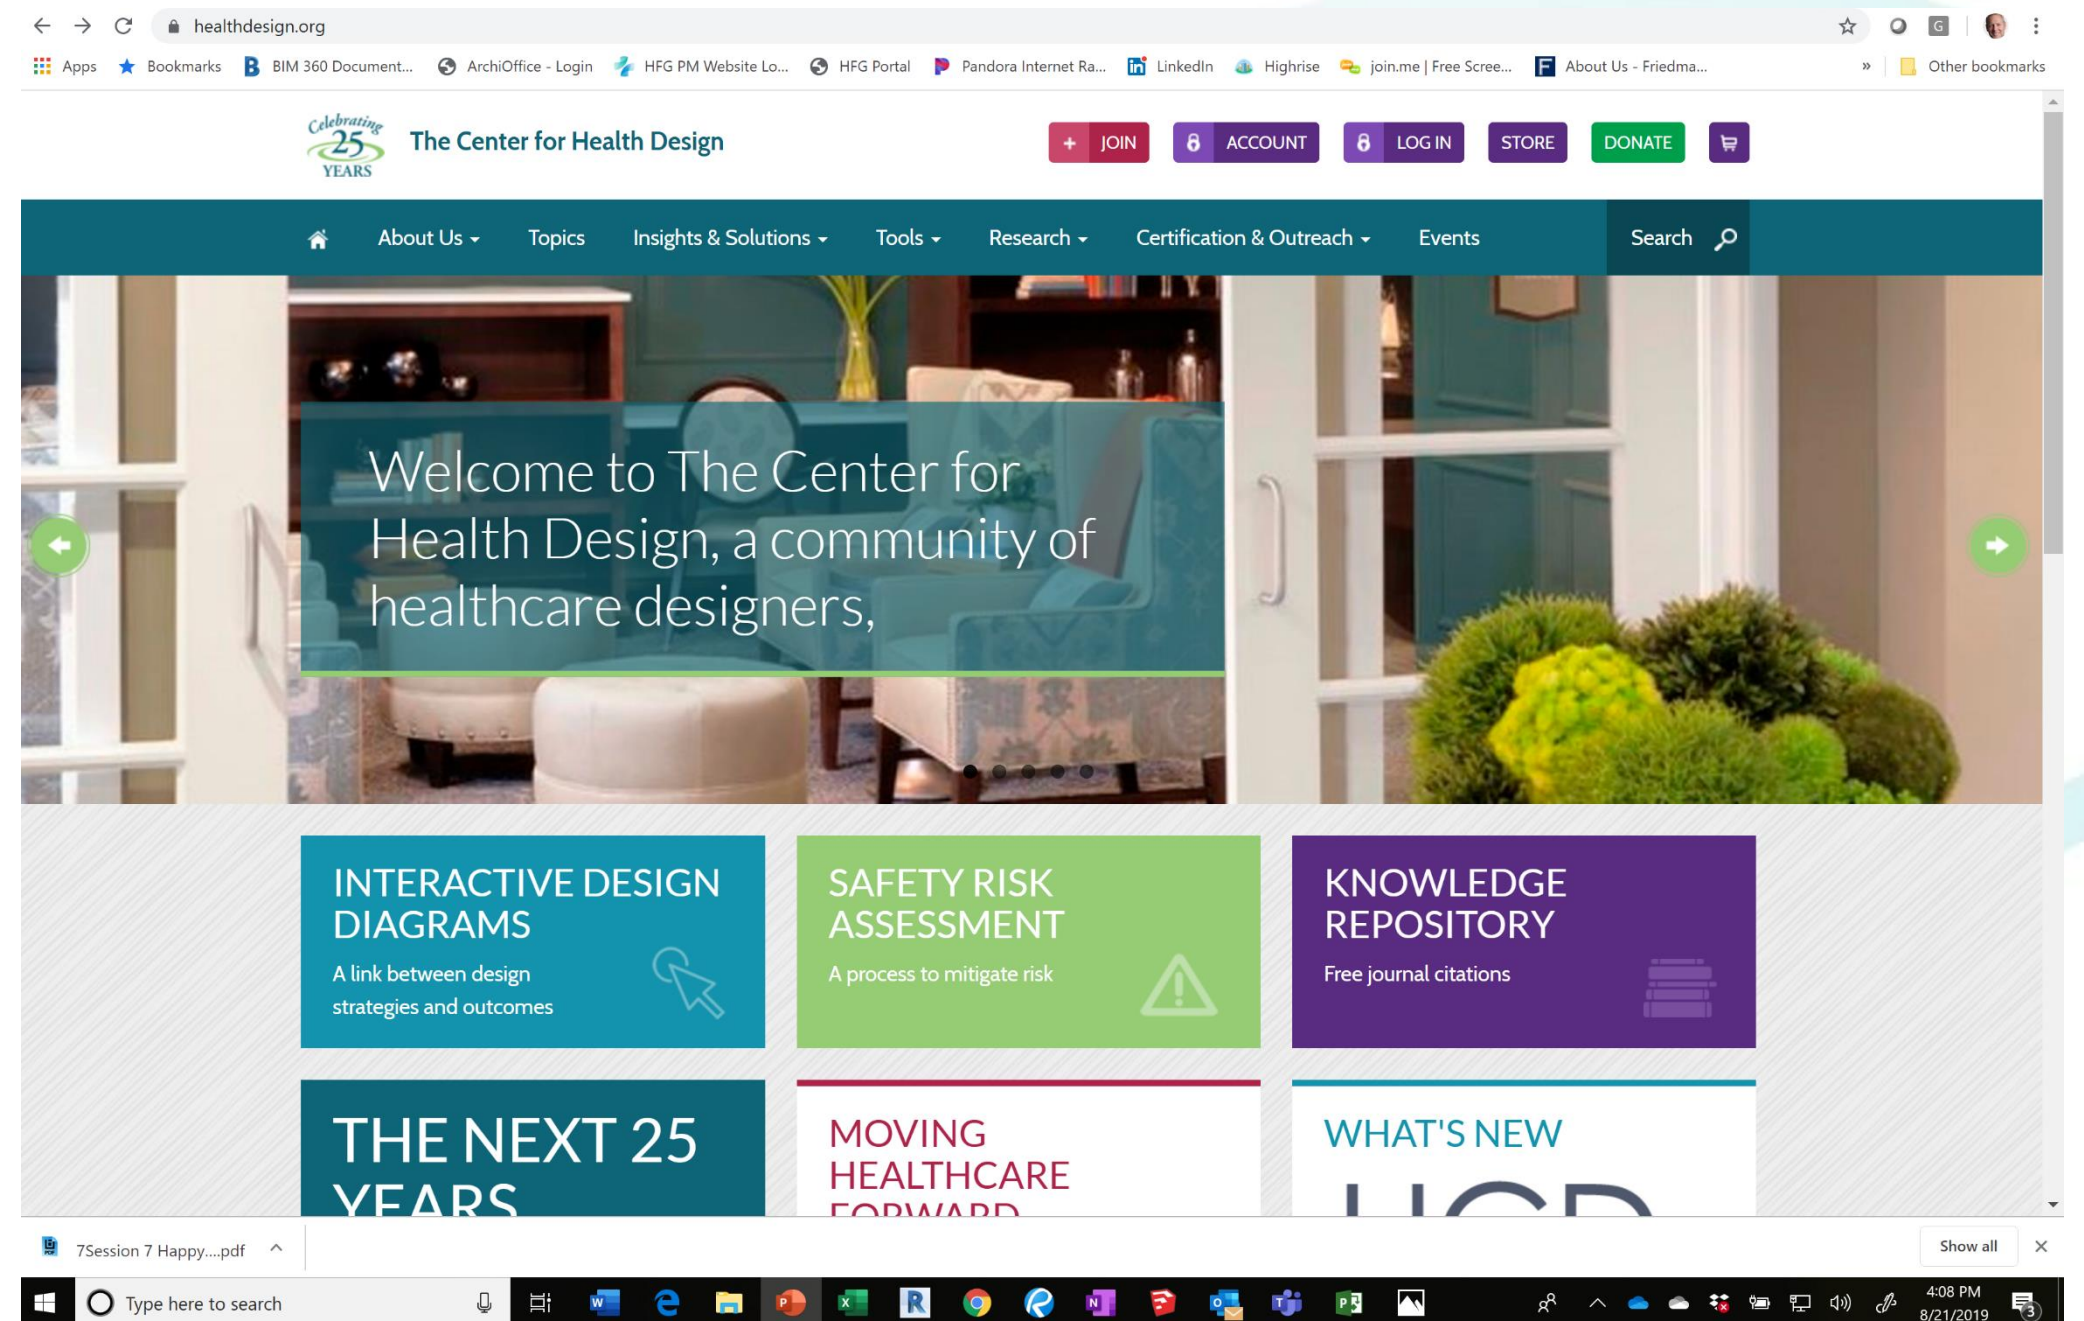 healthdesign.org
G
Apps
Bookmarks
BIM 360 Document...
ArchiOffice - Login
HFG PM Website Lo...
HFG Portal
Pandora Internet Ra...
LinkedIn
Highrise
join.me | Free Scree...
About Us - Friedma...
»
Other bookmarks
Celebrating
25
YEARS
The Center for Health Design
+ JOIN
ACCOUNT
LOG IN
STORE
DONATE
About Us
Topics
Insights & Solutions
Tools
Research
Certification & Outreach
Events
Search
Welcome to The Center for
Health Design, a community of
healthcare designers,
INTERACTIVE DESIGN
DIAGRAMS
A link between design
strategies and outcomes
SAFETY RISK
ASSESSMENT
A process to mitigate risk
KNOWLEDGE
REPOSITORY
Free journal citations
THE NEXT 25
YEARS
MOVING
HEALTHCARE
FORWARD
WHAT'S NEW
HCD
7Session 7 Happy....pdf
Show all
Type here to search
4:08 PM
8/21/2019
3